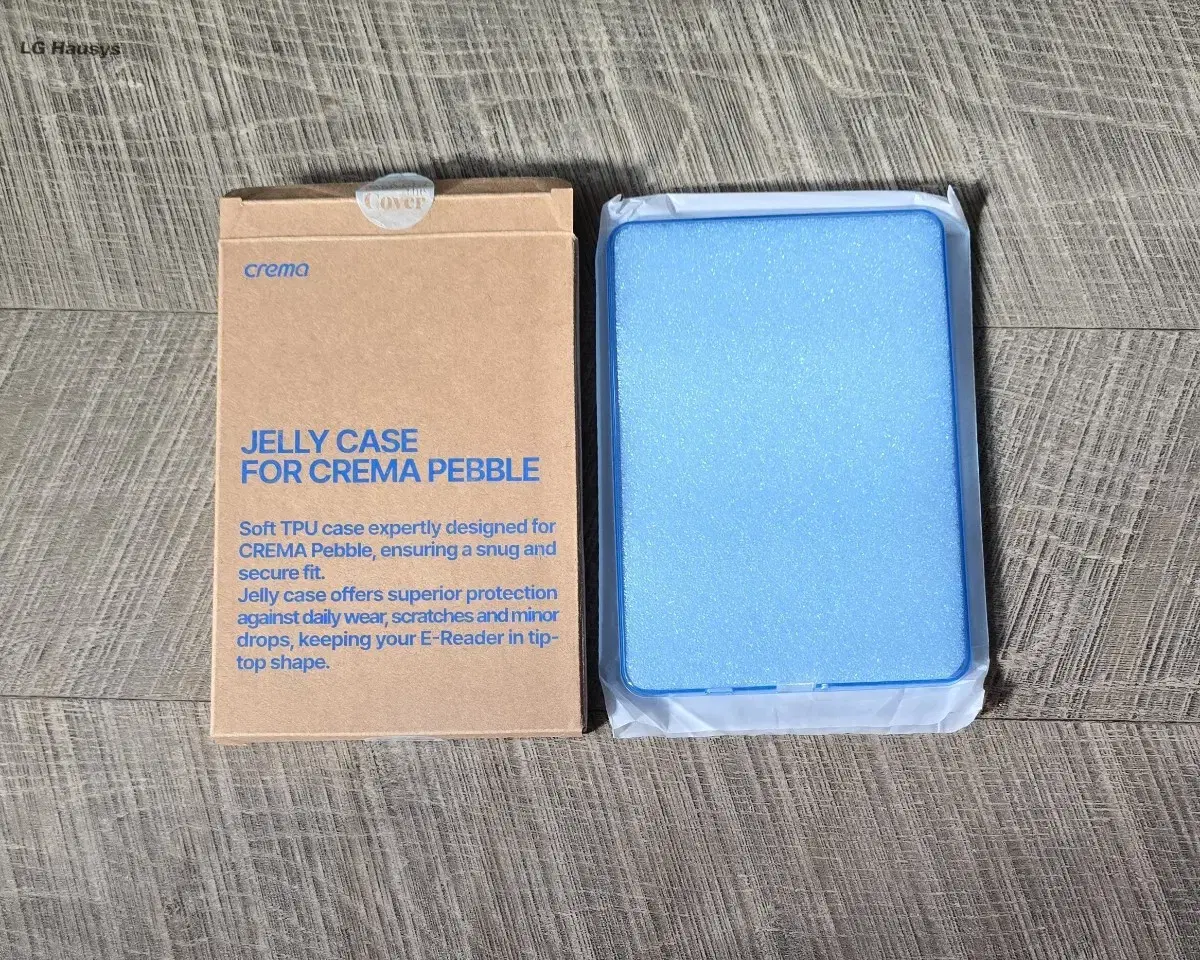 LG Hausys
the
Cover
crema
JELLY CASE
FOR CREMA PEBBLE
Soft TPU case expertly designed for
CREMA Pebble, ensuring a snug and
secure fit.
Jelly case offers superior protection
against daily wear, scratches and minor
drops, keeping your E-Reader in tip-
top shape.